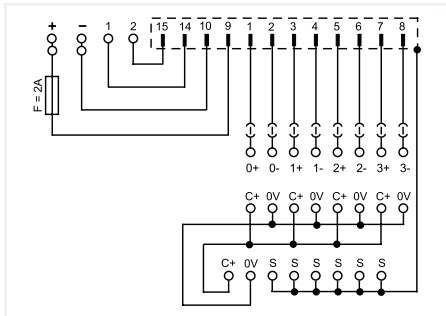 + − 1 2 15 14 10 9 1 2 3 4 5 6 7 8
F = 2A
0+ 0- 1+ 1- 2+ 2- 3+ 3-
C+ 0V C+ 0V C+ 0V C+ 0V
C+ 0V S S S S S S